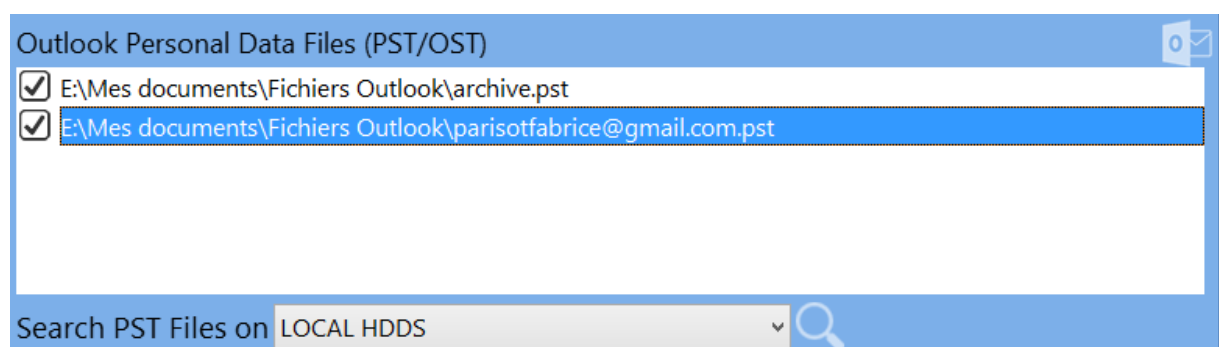 Outlook Personal Data Files (PST/OST)
E:\Mes documents\Fichiers Outlook\archive.pst
E:\Mes documents\Fichiers Outlook\parisotfabrice@gmail.com.pst
Search PST Files on LOCAL HDDS